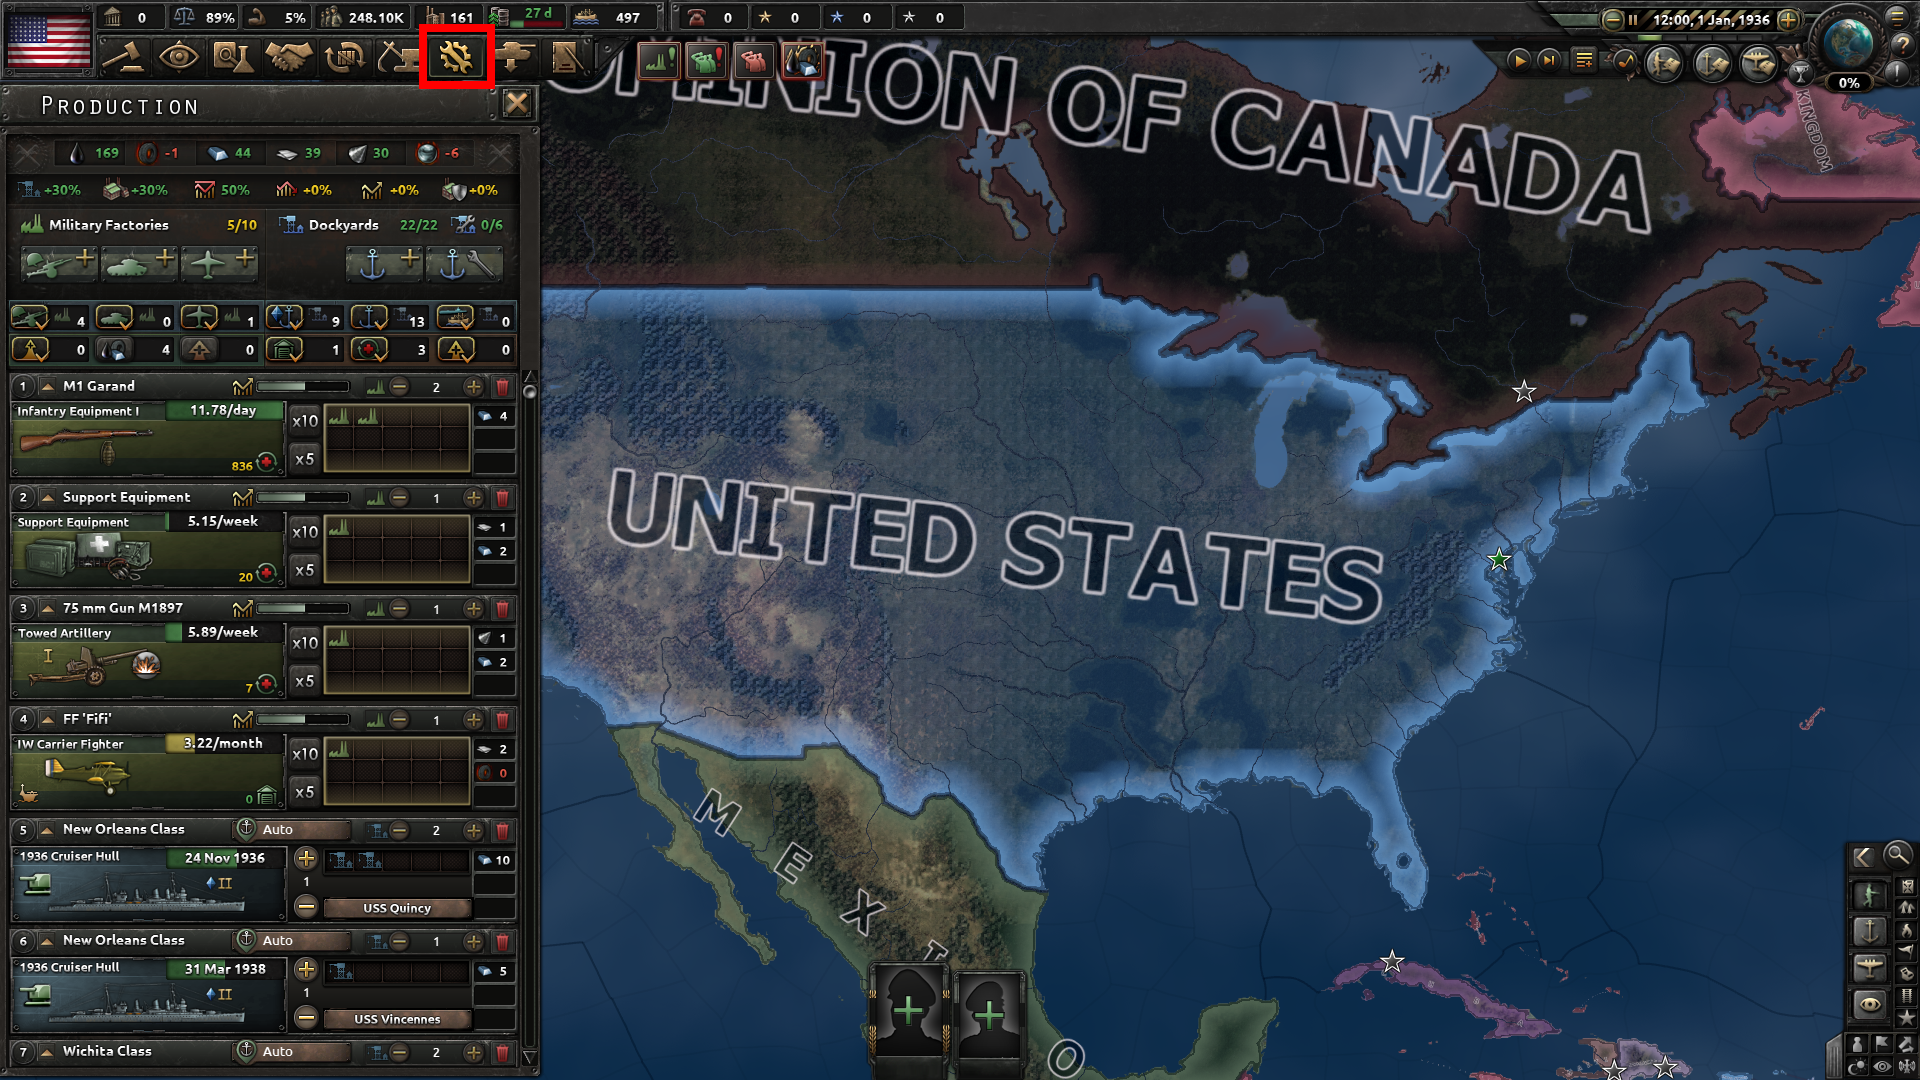 0 89% 5% 248.10K 161 27 d 497 0 0 0 0 12:00, 1 Jan, 1936
0%
PRODUCTION
169 -1 44 39 30 -6
+30% +30% 50% +0% +0% +0%
Military Factories 5/10 Dockyards 22/22 0/6
4 0 1 9 13 0
0 4 0 1 3 0
1 M1 Garand 2
Infantry Equipment I 11.78/day x10 4
836 x5
2 Support Equipment 1
Support Equipment 5.15/week x10 1
2
20 x5
3 75 mm Gun M1897 1
Towed Artillery 5.89/week x10 1
I 2
7 x5
4 FF 'Fifi' 1
IW Carrier Fighter 3.22/month x10 2
0
0 x5
5 New Orleans Class Auto 2
1936 Cruiser Hull 24 Nov 1936 10
II 1
USS Quincy
6 New Orleans Class Auto 1
1936 Cruiser Hull 31 Mar 1938 5
II 1
USS Vincennes
7 Wichita Class Auto 2
DOMINION OF CANADA
KINGDOM
UNITED STATES
MEXICO